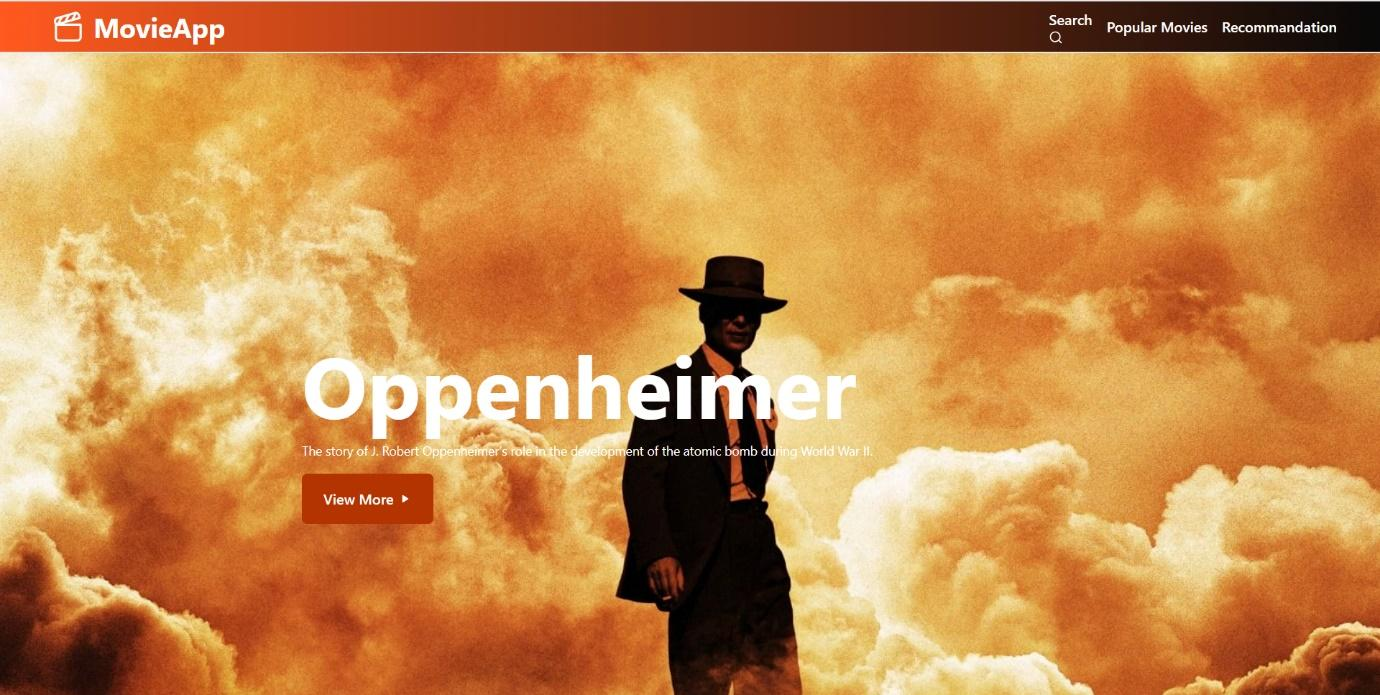 MovieApp
Search
Popular Movies
Recommandation
Oppenheimer
The story of J. Robert Oppenheimer's role in the development of the atomic bomb during World War II.
View More